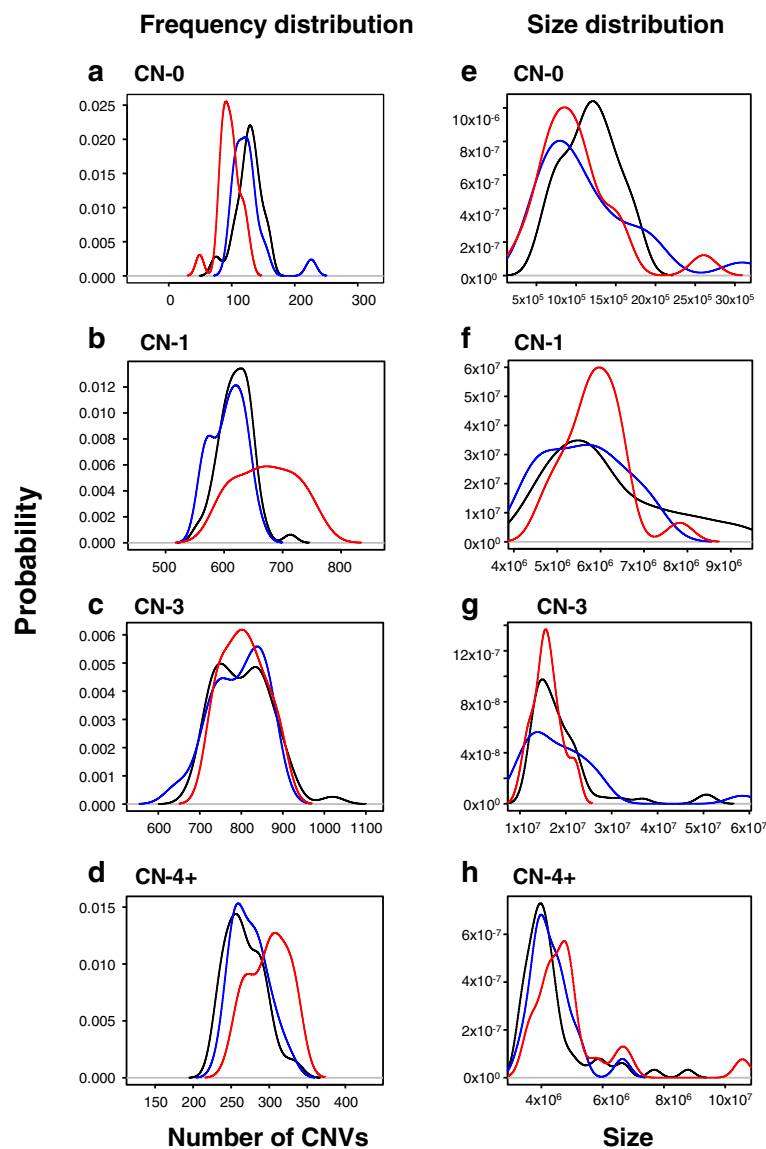 Frequency distribution
Size distribution
Probability
a CN-0
0.025
0.020
0.015
0.010
0.005
0.000
0 100 200 300
e CN-0
10x10⁻⁶
8x10⁻⁷
6x10⁻⁷
4x10⁻⁷
2x10⁻⁷
0x10⁰
5x10⁵ 10x10⁵ 15x10⁵ 20x10⁵ 25x10⁵ 30x10⁵
b CN-1
0.012
0.010
0.008
0.006
0.004
0.002
0.000
500 600 700 800
f CN-1
6x10⁷
5x10⁷
4x10⁷
3x10⁷
2x10⁷
1x10⁷
0x10⁰
4x10⁶ 5x10⁶ 6x10⁶ 7x10⁶ 8x10⁶ 9x10⁶
c CN-3
0.006
0.005
0.004
0.003
0.002
0.001
0.000
600 700 800 900 1000 1100
g CN-3
12x10⁻⁷
8x10⁻⁸
4x10⁻⁸
0x10⁰
1x10⁷ 2x10⁷ 3x10⁷ 4x10⁷ 5x10⁷ 6x10⁷
d CN-4+
0.015
0.010
0.005
0.000
150 200 250 300 350 400
h CN-4+
6x10⁻⁷
4x10⁻⁷
2x10⁻⁷
0x10⁰
4x10⁶ 6x10⁶ 8x10⁶ 10x10⁷
Number of CNVs
Size